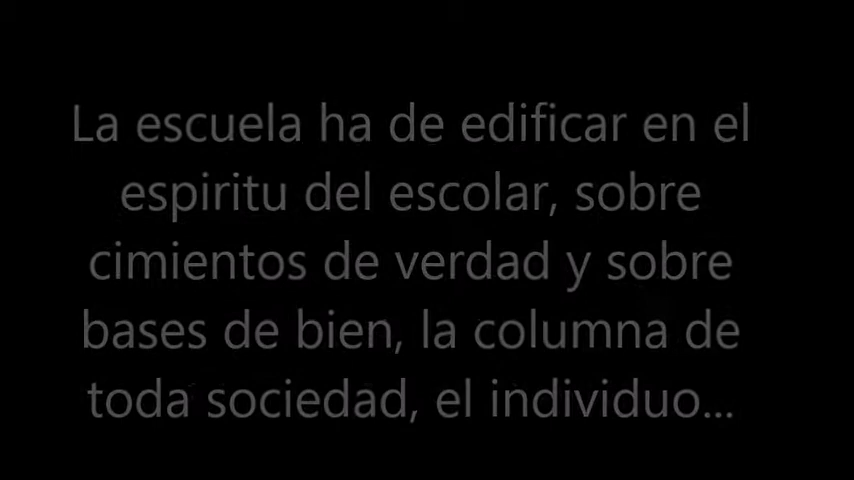 La escuela ha de edificar en el
espiritu del escolar, sobre
cimientos de verdad y sobre
bases de bien, la columna de
toda sociedad, el individuo...